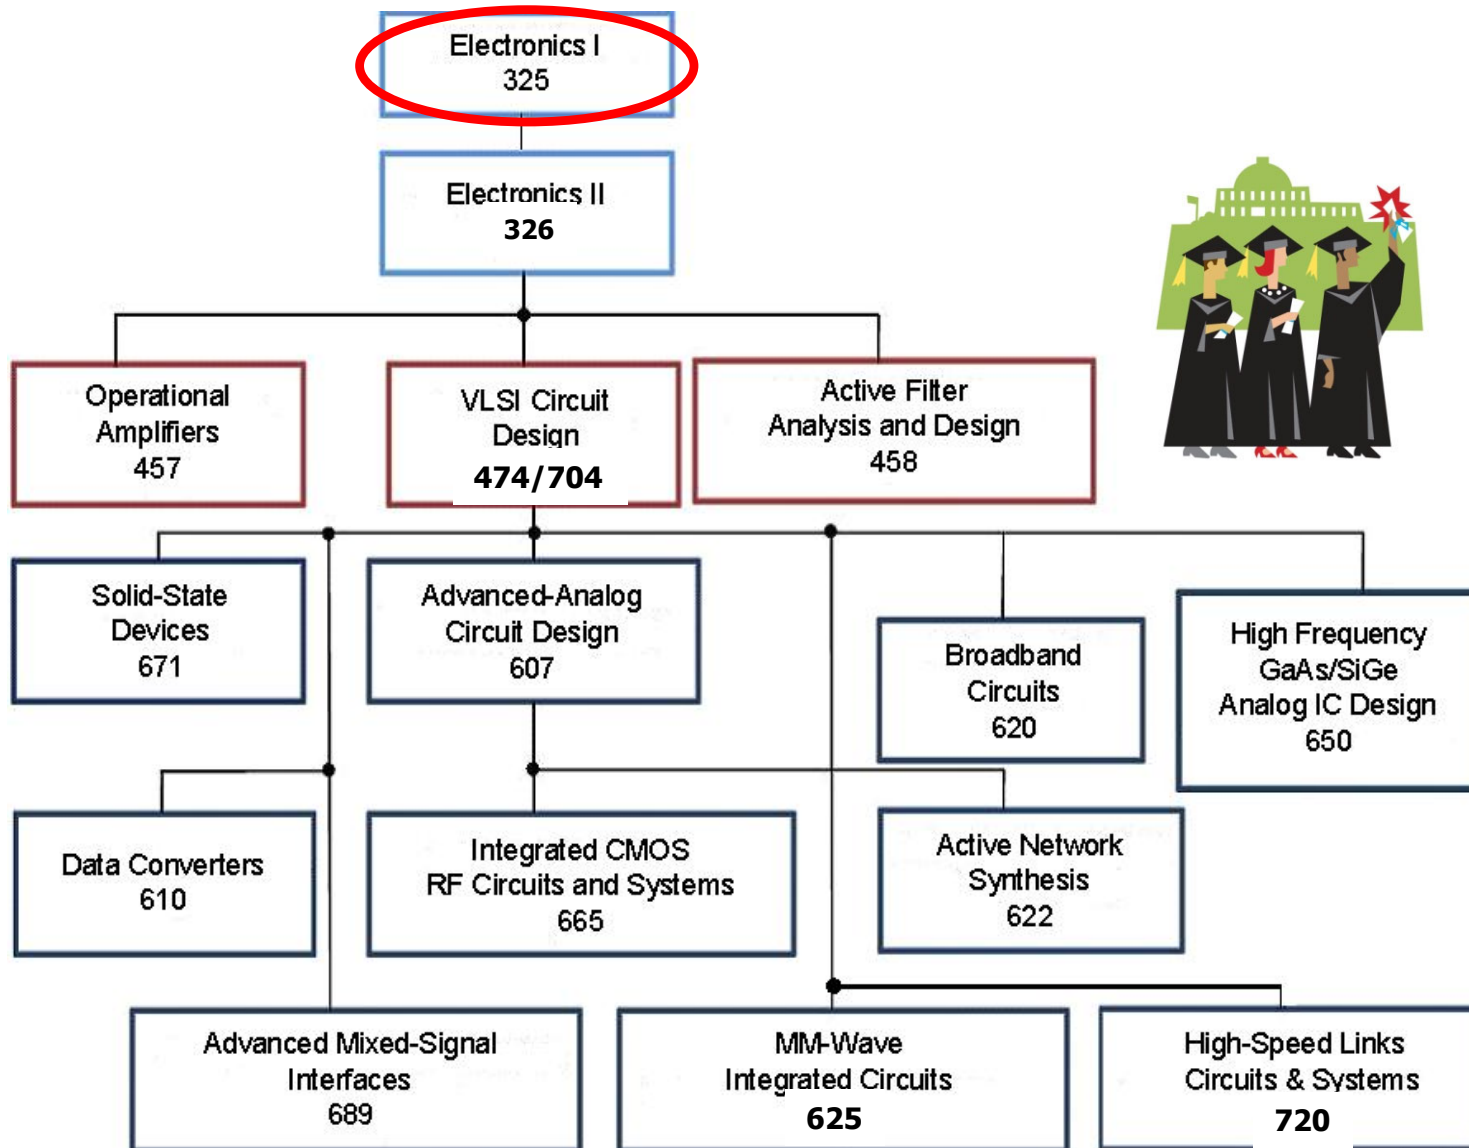 Electronics I
325
Electronics II
326
Operational
Amplifiers
457
VLSI Circuit
Design
474/704
Active Filter
Analysis and Design
458
Solid-State
Devices
671
Advanced-Analog
Circuit Design
607
Broadband
Circuits
620
High Frequency
GaAs/SiGe
Analog IC Design
650
Data Converters
610
Integrated CMOS
RF Circuits and Systems
665
Active Network
Synthesis
622
Advanced Mixed-Signal
Interfaces
689
MM-Wave
Integrated Circuits
625
High-Speed Links
Circuits & Systems
720